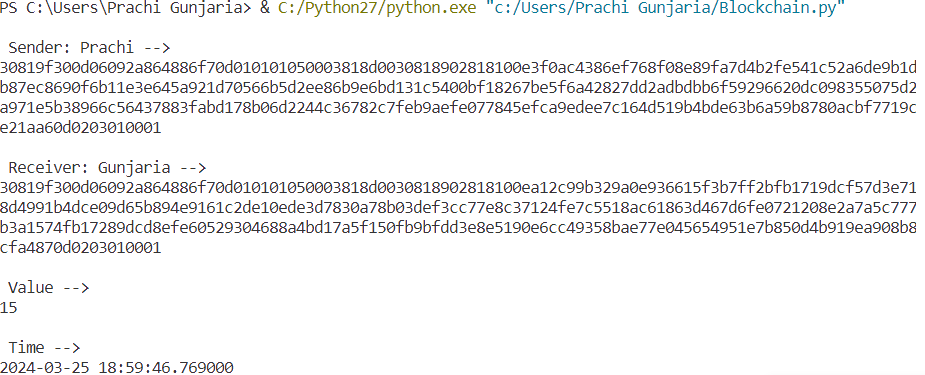 PS C:\Users\Prachi Gunjaria> & C:/Python27/python.exe "c:/Users/Prachi Gunjaria/Blockchain.py"
Sender: Prachi -->
30819f300d06092a864886f70d010101050003818d0030818902818100e3f0ac4386ef768f08e89fa7d4b2fe541c52a6de9b1d
b87ec8690f6b11e3e645a921d70566b5d2ee86b9e6bd131c5400bf18267be5f6a42827dd2adbdbb6f59296620dc098355075d2
a971e5b38966c56437883fabd178b06d2244c36782c7feb9aefe077845efca9edee7c164d519b4bde63b6a59b8780acbf7719c
e21aa60d0203010001
Receiver: Gunjaria -->
30819f300d06092a864886f70d010101050003818d0030818902818100ea12c99b329a0e936615f3b7ff2bfb1719dcf57d3e71
8d4991b4dce09d65b894e9161c2de10ede3d7830a78b03def3cc77e8c37124fe7c5518ac61863d467d6fe0721208e2a7a5c777
b3a1574fb17289dcd8efe60529304688a4bd17a5f150fb9bfdd3e8e5190e6cc49358bae77e045654951e7b850d4b919ea908b8
cfa4870d0203010001
Value -->
15
Time -->
2024-03-25 18:59:46.769000